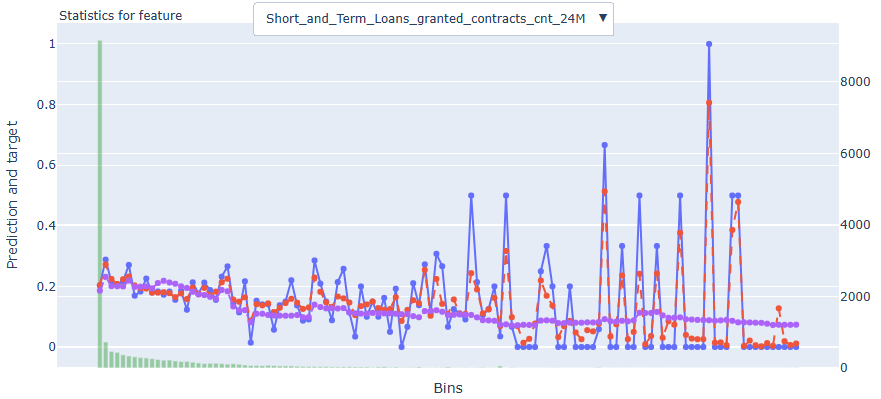 Statistics for feature
Short_and_Term_Loans_granted_contracts_cnt_24M ▼
Prediction and target
1
0.8
0.6
0.4
0.2
0
8000
6000
4000
2000
0
Bins